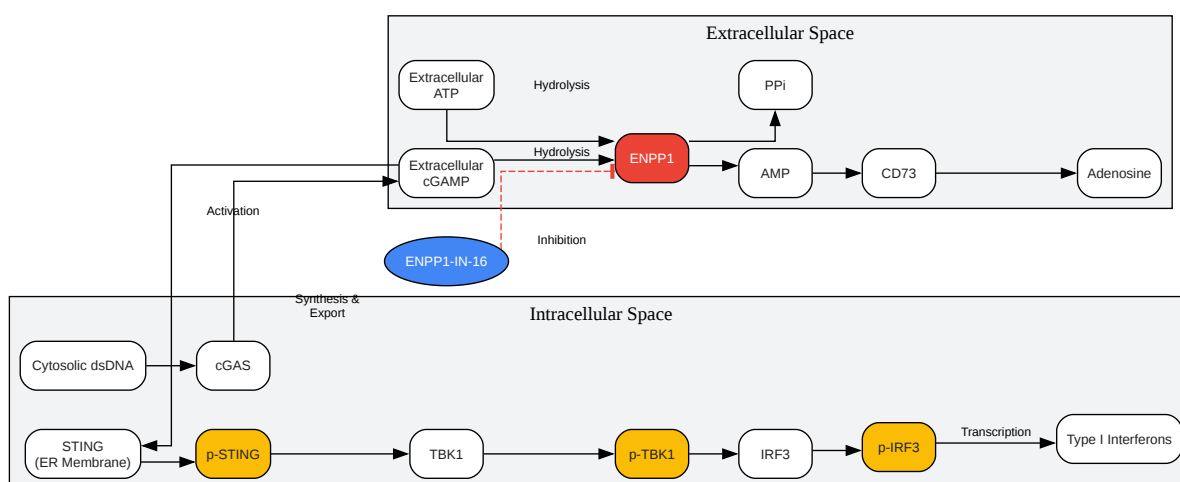 Extracellular Space
Extracellular
ATP
Hydrolysis
PPi
Hydrolysis
ENPP1
Extracellular
cGAMP
AMP
CD73
Adenosine
Activation
Inhibition
ENPP1-IN-16
Synthesis &
Export
Intracellular Space
Cytosolic dsDNA
cGAS
STING
(ER Membrane)
p-STING
TBK1
p-TBK1
IRF3
p-IRF3
Transcription
Type I Interferons